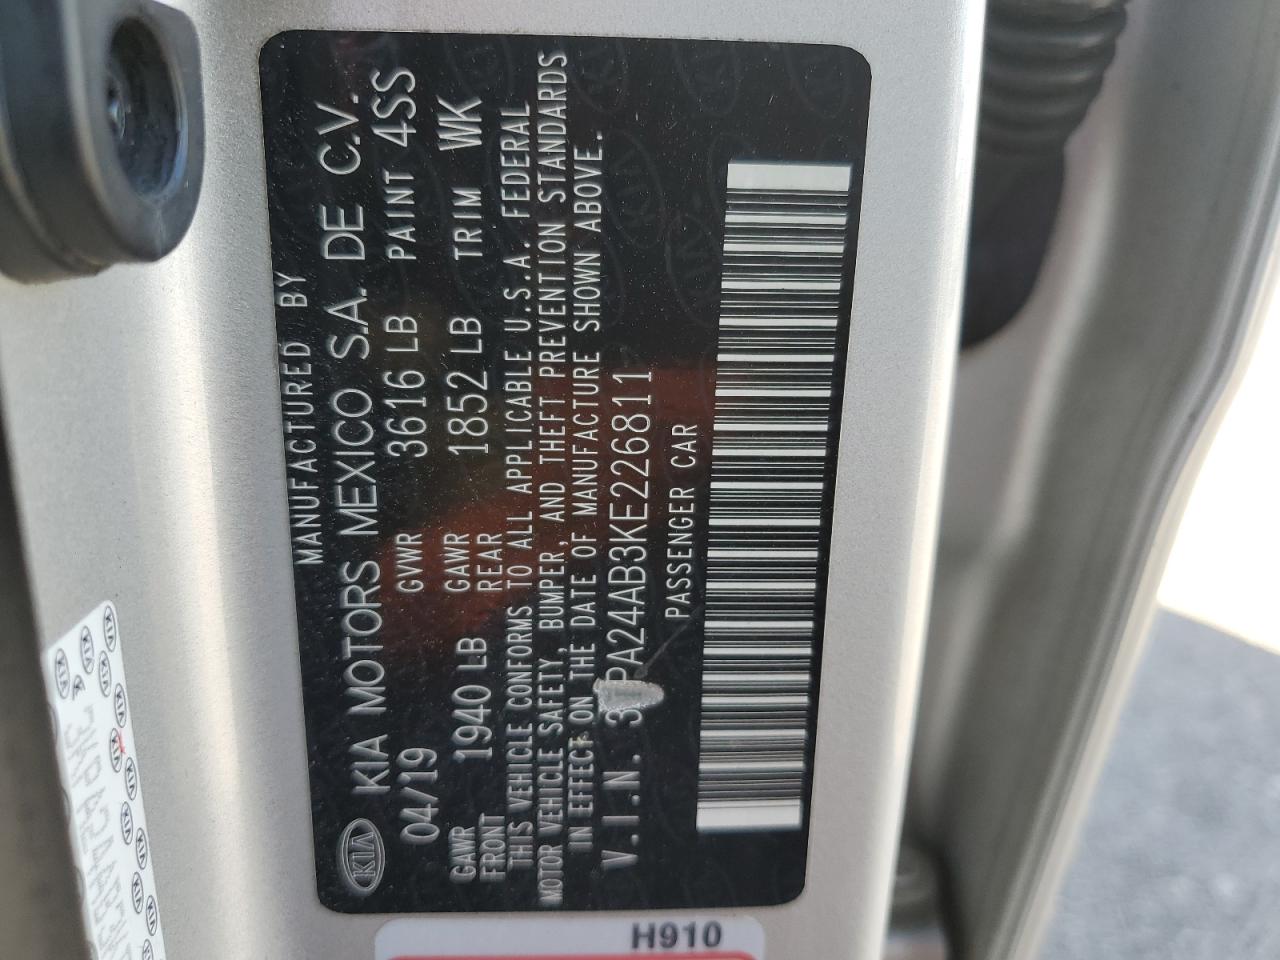 MANUFACTURED BY
KIA KIA MOTORS MEXICO S.A. DE C.V.
04/19 GVWR 3616 LB PAINT 4SS
GAWR FRONT 1940 LB GAWR REAR 1852 LB TRIM WK
THIS VEHICLE CONFORMS TO ALL APPLICABLE U.S.A. FEDERAL
MOTOR VEHICLE SAFETY, BUMPER, AND THEFT PREVENTION STANDARDS
IN EFFECT ON THE DATE OF MANUFACTURE SHOWN ABOVE.
V.I.N. 3 PA24AB3KE226811
PASSENGER CAR
H910